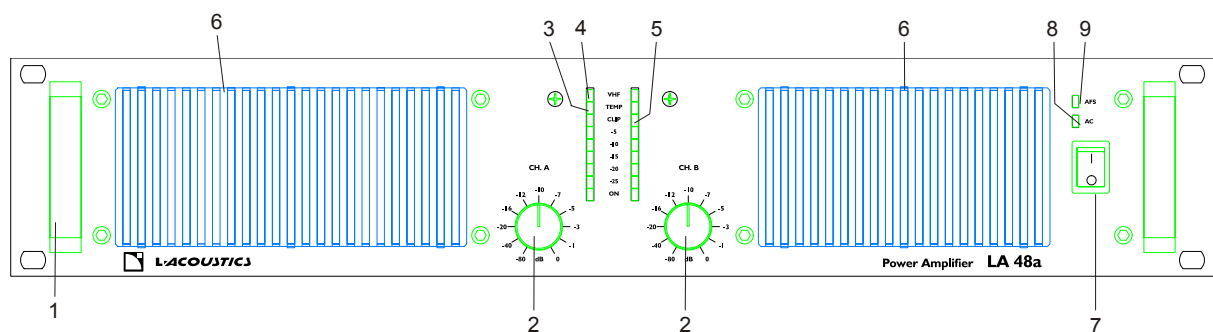 6 3 4 5 6 8 9
VHF
TEMP
CLIP
-5
-10
-15
-20
-25
ON
AFS
AC
CH. A
-10
-12 -7
-16 -5
-20 -3
-40 -1
-80 dB 0
CH. B
-10
-12 -7
-16 -5
-20 -3
-40 -1
-80 dB 0
L-ACOUSTICS
Power Amplifier LA 48a
1 2 2 7